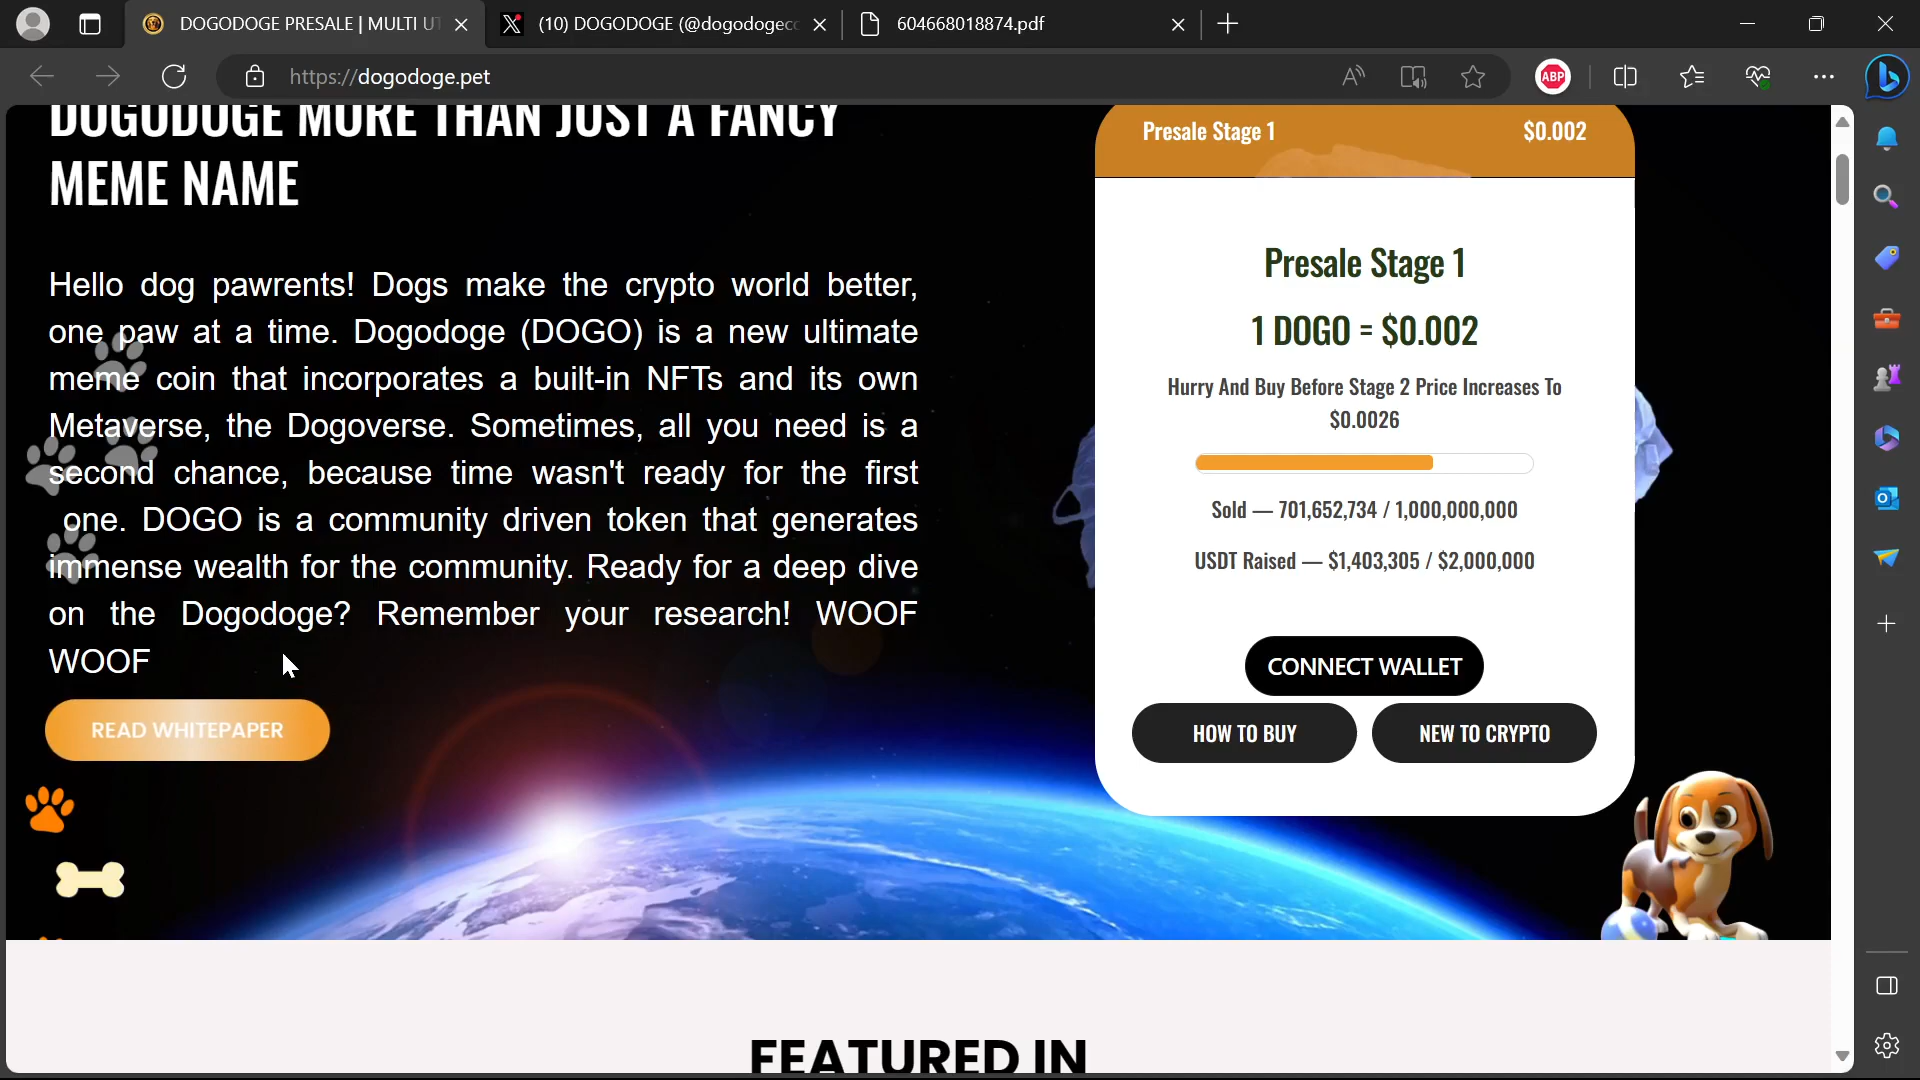 DOGODOGE PRESALE | MULTI UT
(10) DOGODOGE (@dogodogecc
604668018874.pdf
https://dogodoge.pet
ABP
DOGODOGE MORE THAN JUST A FANCY
MEME NAME
Hello dog pawrents! Dogs make the crypto world better,
one paw at a time. Dogodoge (DOGO) is a new ultimate
meme coin that incorporates a built-in NFTs and its own
Metaverse, the Dogoverse. Sometimes, all you need is a
second chance, because time wasn't ready for the first
one. DOGO is a community driven token that generates
immense wealth for the community. Ready for a deep dive
on the Dogodoge? Remember your research! WOOF
WOOF
READ WHITEPAPER
Presale Stage 1 $0.002
Presale Stage 1
1 DOGO = $0.002
Hurry And Buy Before Stage 2 Price Increases To
$0.0026
Sold — 701,652,734 / 1,000,000,000
USDT Raised — $1,403,305 / $2,000,000
CONNECT WALLET
HOW TO BUY
NEW TO CRYPTO
FEATURED IN